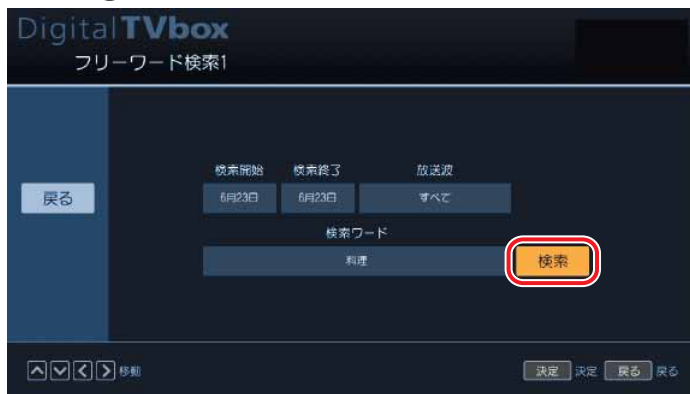 Digital TVbox
フリーワード検索1
検索開始 検索終了 放送波
戻る 6月23日 6月23日 すべて
検索ワード
料理 検索
移動 決定 決定 戻る 戻る